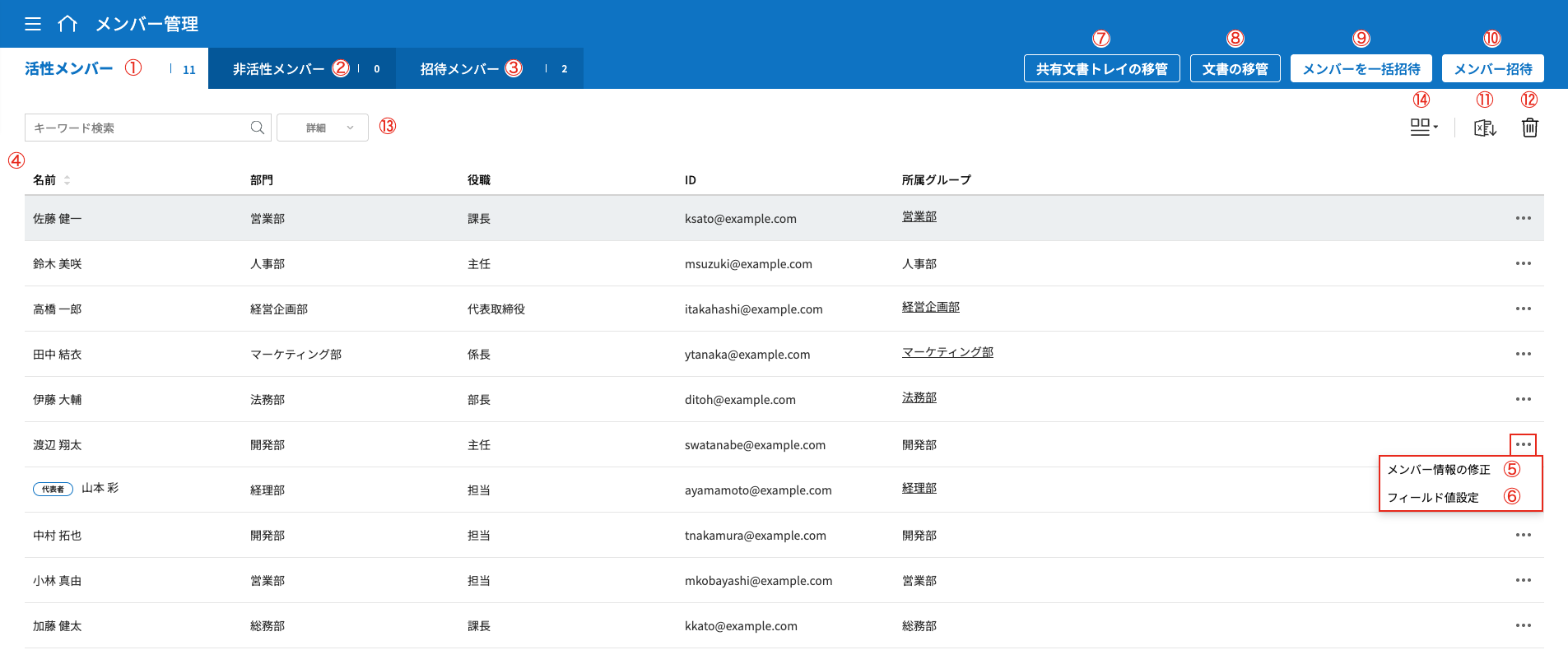 メンバー管理
⑦ ⑧ ⑨ ⑩
活性メンバー ① | 11 非活性メンバー ② | 0 招待メンバー ③ | 2 共有文書トレイの移管 文書の移管 メンバーを一括招待 メンバー招待
⑭ ⑪ ⑫
キーワード検索 詳細 ⑬
④
名前 部門 役職 ID 所属グループ
佐藤 健一 営業部 課長 ksato@example.com 営業部
鈴木 美咲 人事部 主任 msuzuki@example.com 人事部
高橋 一郎 経営企画部 代表取締役 itakahashi@example.com 経営企画部
田中 結衣 マーケティング部 係長 ytanaka@example.com マーケティング部
伊藤 大輔 法務部 部長 ditoh@example.com 法務部
渡辺 翔太 開発部 主任 swatanabe@example.com 開発部
メンバー情報の修正 ⑤
代表者 山本 彩 経理部 担当 ayamamoto@example.com 経理部
フィールド値設定 ⑥
中村 拓也 開発部 担当 tnakamura@example.com 開発部
小林 真由 営業部 担当 mkobayashi@example.com 営業部
加藤 健太 総務部 課長 kkato@example.com 総務部